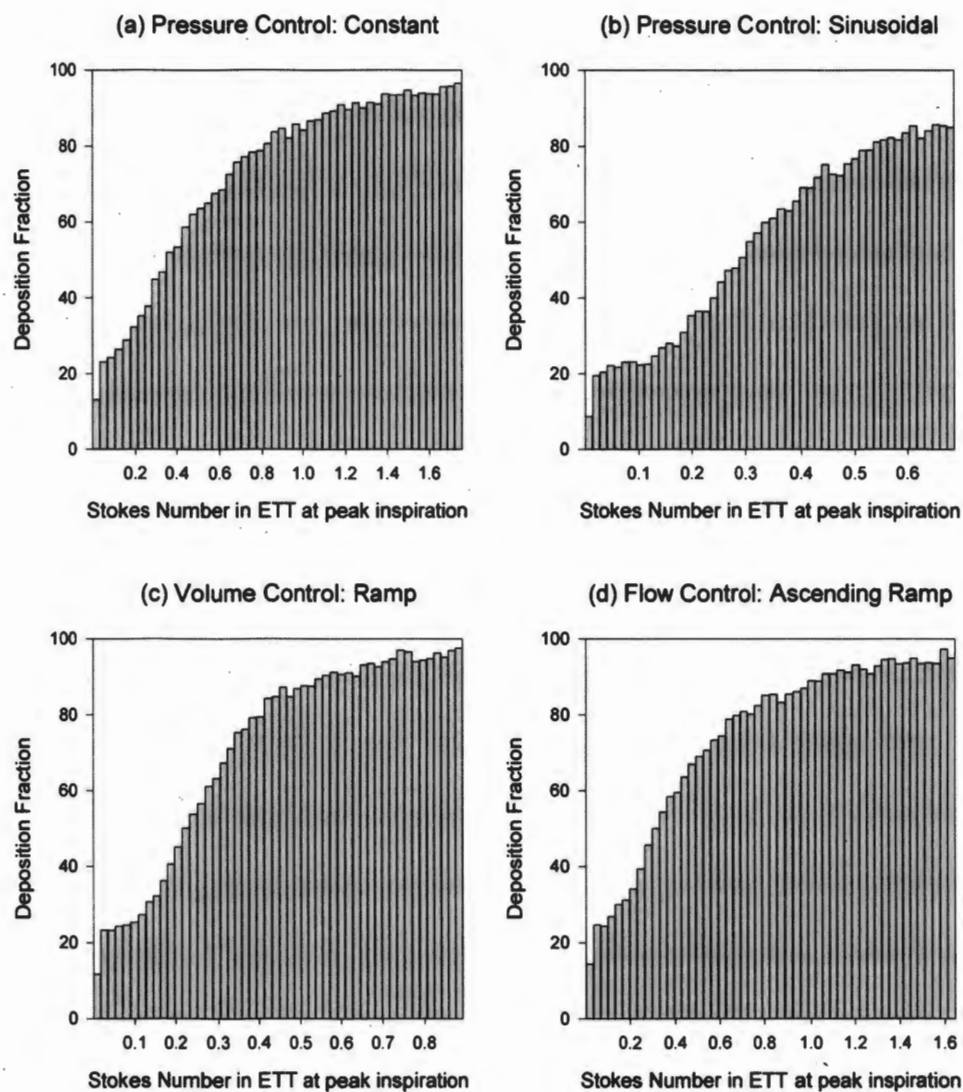 (a) Pressure Control: Constant
100
80
60
40
20
0
Deposition Fraction
0.2 0.4 0.6 0.8 1.0 1.2 1.4 1.6
Stokes Number in ETT at peak inspiration
(b) Pressure Control: Sinusoidal
100
80
60
40
20
0
Deposition Fraction
0.1 0.2 0.3 0.4 0.5 0.6
Stokes Number in ETT at peak inspiration
(c) Volume Control: Ramp
100
80
60
40
20
0
Deposition Fraction
0.1 0.2 0.3 0.4 0.5 0.6 0.7 0.8
Stokes Number in ETT at peak inspiration
(d) Flow Control: Ascending Ramp
100
80
60
40
20
0
Deposition Fraction
0.2 0.4 0.6 0.8 1.0 1.2 1.4 1.6
Stokes Number in ETT at peak inspiration